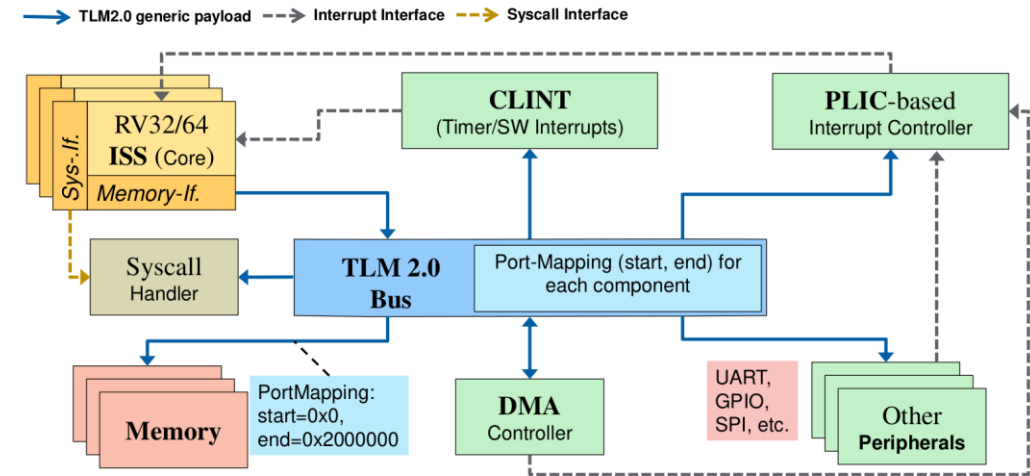 TLM2.0 generic payload
Interrupt Interface
Syscall Interface
RV32/64
ISS (Core)
Sys-.If.
Memory-If.
CLINT
(Timer/SW Interrupts)
PLIC-based
Interrupt Controller
Syscall
Handler
TLM 2.0
Bus
Port-Mapping (start, end) for
each component
Memory
PortMapping:
start=0x0,
end=0x2000000
DMA
Controller
UART,
GPIO,
SPI, etc.
Other
Peripherals